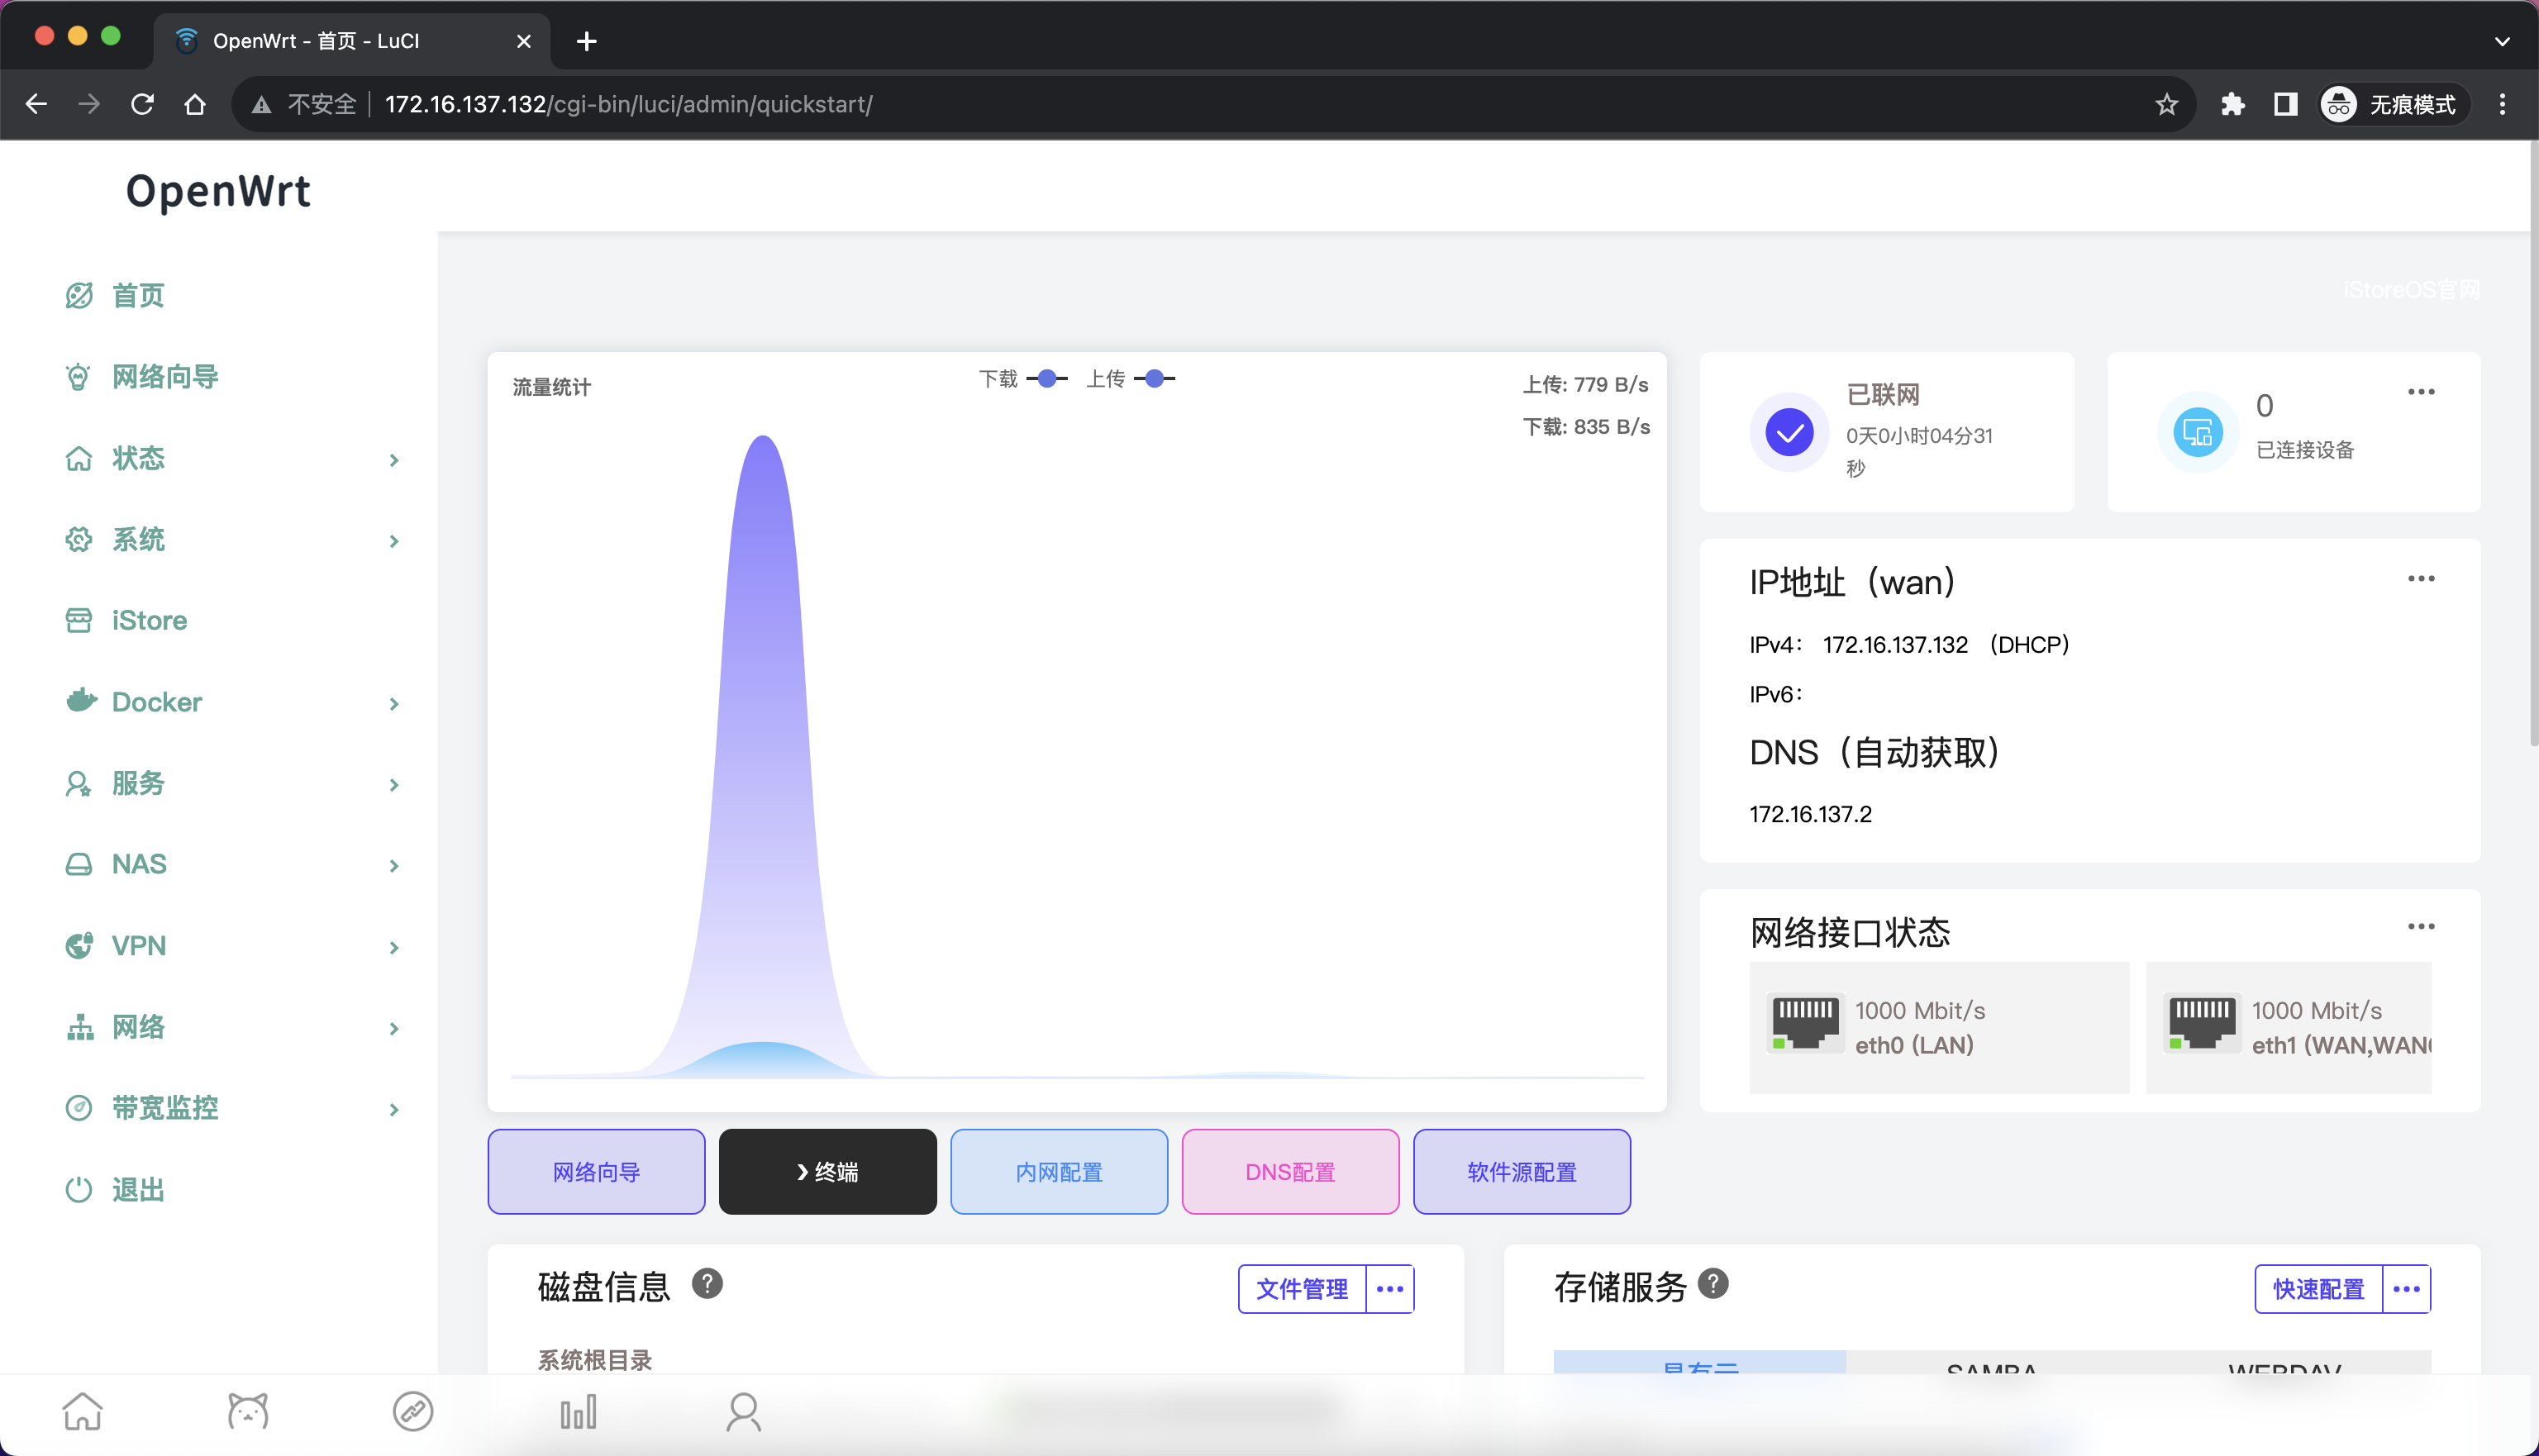 OpenWrt - 首页 - LuCI
不安全 172.16.137.132/cgi-bin/luci/admin/quickstart/
无痕模式
OpenWrt
首页
网络向导
状态
系统
iStore
Docker
服务
NAS
VPN
网络
带宽监控
退出
iStoreOS官网
流量统计
下载 上传
上传: 779 B/s
下载: 835 B/s
已联网
0天0小时04分31
秒
0
已连接设备
IP地址（wan）
IPv4： 172.16.137.132 （DHCP）
IPv6：
DNS（自动获取）
172.16.137.2
网络接口状态
1000 Mbit/s
eth0 (LAN)
1000 Mbit/s
eth1 (WAN,WAN
网络向导
终端
内网配置
DNS配置
软件源配置
磁盘信息
文件管理
系统根目录
存储服务
快速配置
易有云 SAMBA WEBDAV